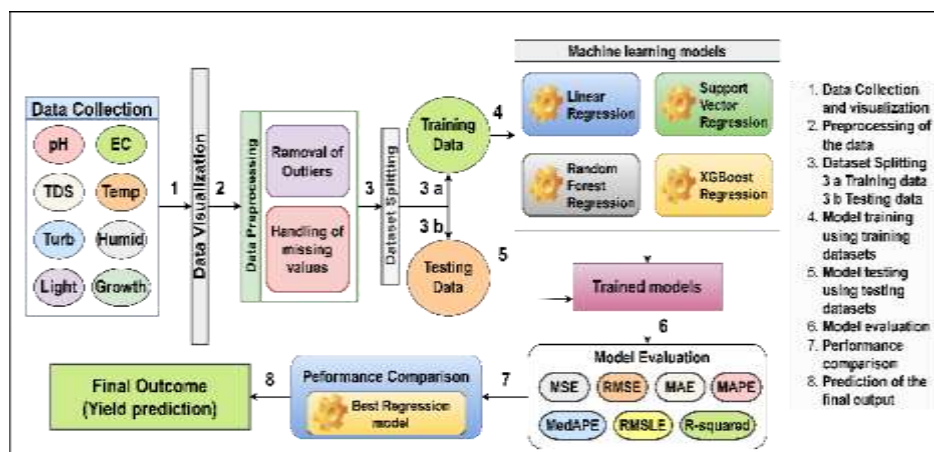 Data Collection
pH
EC
TDS
Temp
Turb
Humid
Light
Growth
1
Data Visualization
2
Data Preprocessing
Removal of
Outliers
Handling of
missing
values
3
Dataset Splitting
3 a
3 b
Training
Data
Testing
Data
4
Machine learning models
Linear
Regression
Support
Vector
Regression
Random
Forest
Regression
XGBoost
Regression
5
Trained models
6
Model Evaluation
MSE
RMSE
MAE
MAPE
MedAPE
RMSLE
R-squared
7
Peformance Comparison
Best Regression
model
8
Final Outcome
(Yield prediction)
1. Data Collection
and visualization
2. Preprocessing of
the data
3. Dataset Splitting
3 a Training data
3 b Testing data
4. Model training
using training
datasets
5. Model testing
using testing
datasets
6. Model evaluation
7. Performance
comparison
8. Prediction of the
final output